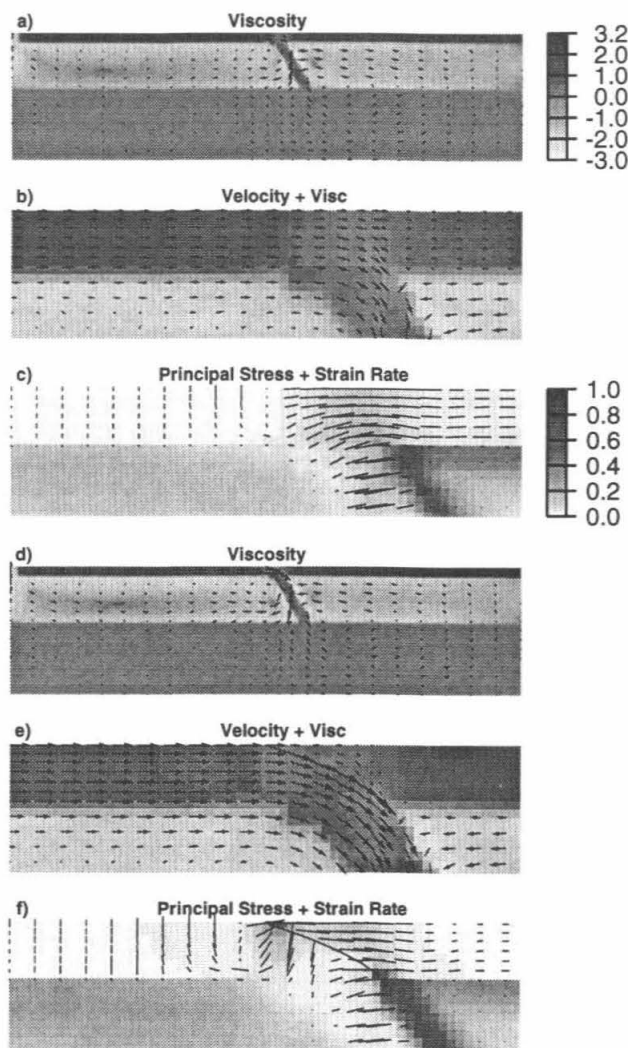 a) Viscosity
3.2
2.0
1.0
0.0
-1.0
-2.0
-3.0
b) Velocity + Visc
c) Principal Stress + Strain Rate
1.0
0.8
0.6
0.4
0.2
0.0
d) Viscosity
e) Velocity + Visc
f) Principal Stress + Strain Rate